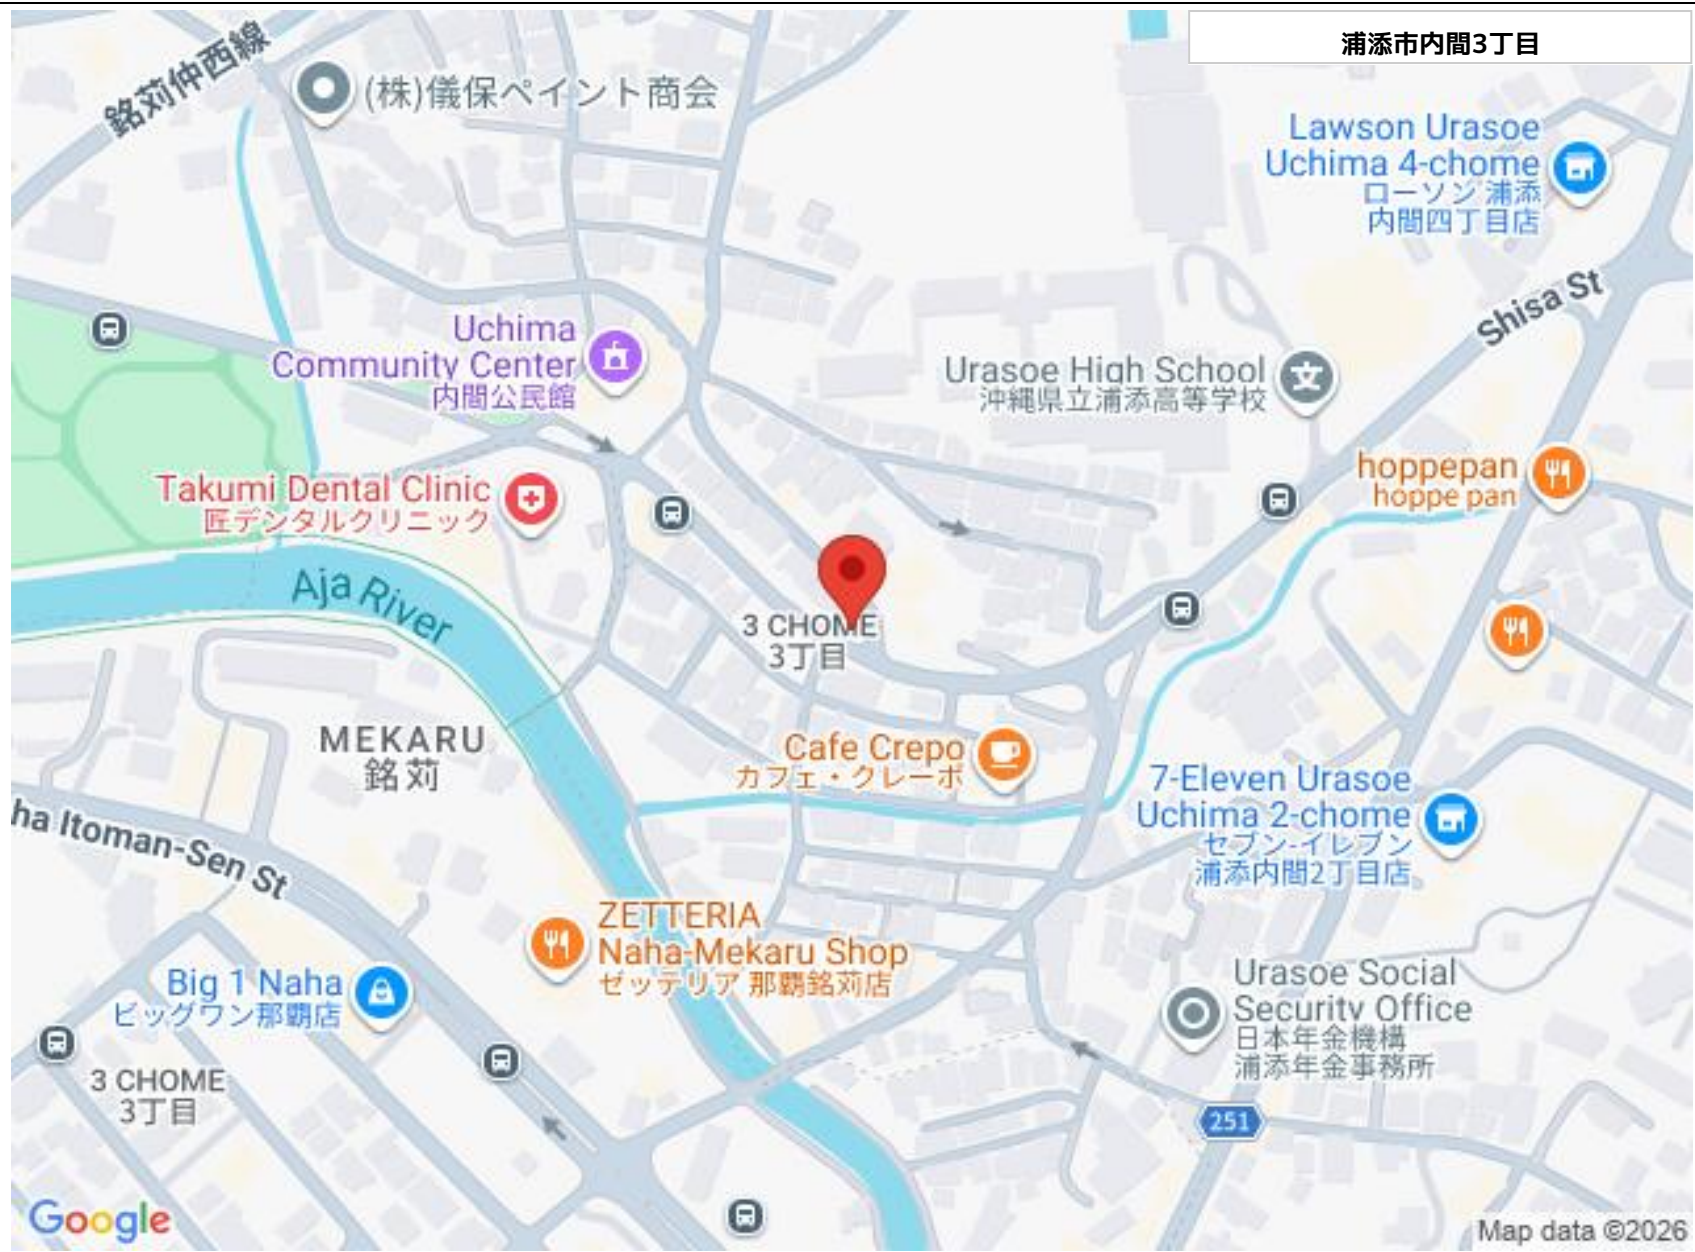 浦添市内間3丁目
銘苅仲西線
(株)儀保ペイント商会
Lawson Urasoe
Uchima 4-chome
ローソン 浦添
内間四丁目店
Shisa St
Uchima
Community Center
内間公民館
Urasoe High School
沖縄県立浦添高等学校
hoppepan
hoppe pan
Takumi Dental Clinic
匠デンタルクリニック
Aja River
3 CHOME
3丁目
MEKARU
銘苅
Cafe Crepo
カフェ・クレーポ
7-Eleven Urasoe
Uchima 2-chome
セブン-イレブン
浦添内間2丁目店
ha Itoman-Sen St
ZETTERIA
Naha-Mekaru Shop
ゼッテリア 那覇銘苅店
Big 1 Naha
ビッグワン那覇店
Urasoe Social
Security Office
日本年金機構
浦添年金事務所
3 CHOME
3丁目
251
Google
Map data ©2026